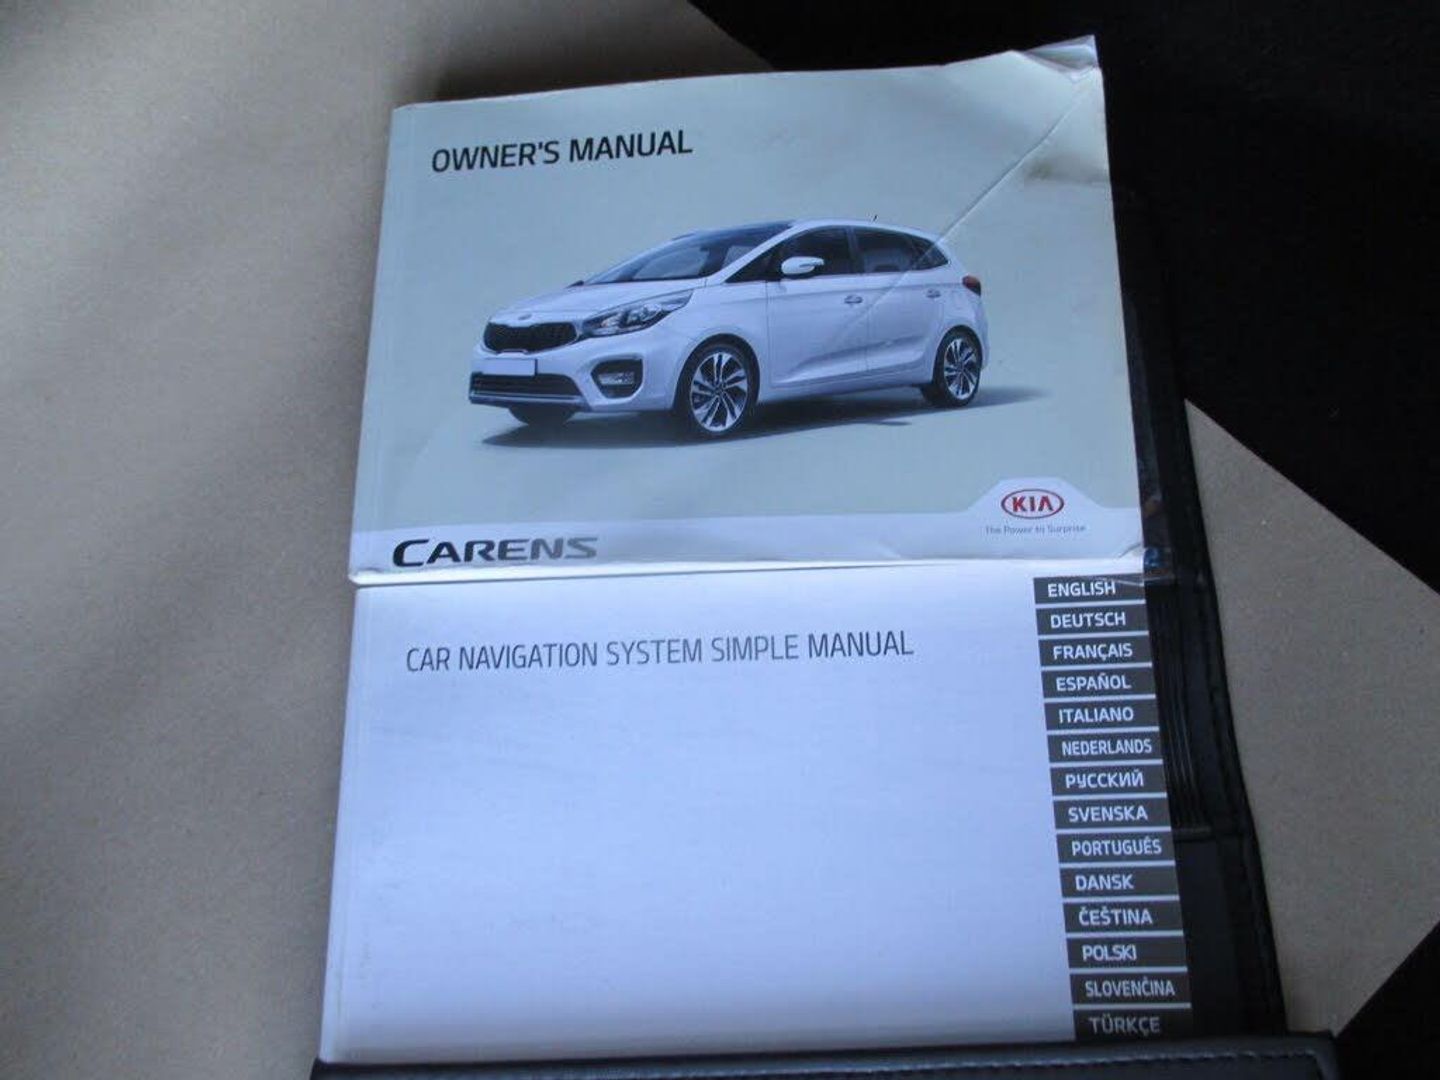 OWNER'S MANUAL
KIA
The Power to Surprise
CARENS
CAR NAVIGATION SYSTEM SIMPLE MANUAL
ENGLISH
DEUTSCH
FRANÇAIS
ESPAÑOL
ITALIANO
NEDERLANDS
РУССКИЙ
SVENSKA
PORTUGUÊS
DANSK
ČEŠTINA
POLSKI
SLOVENČINA
TÜRKÇE